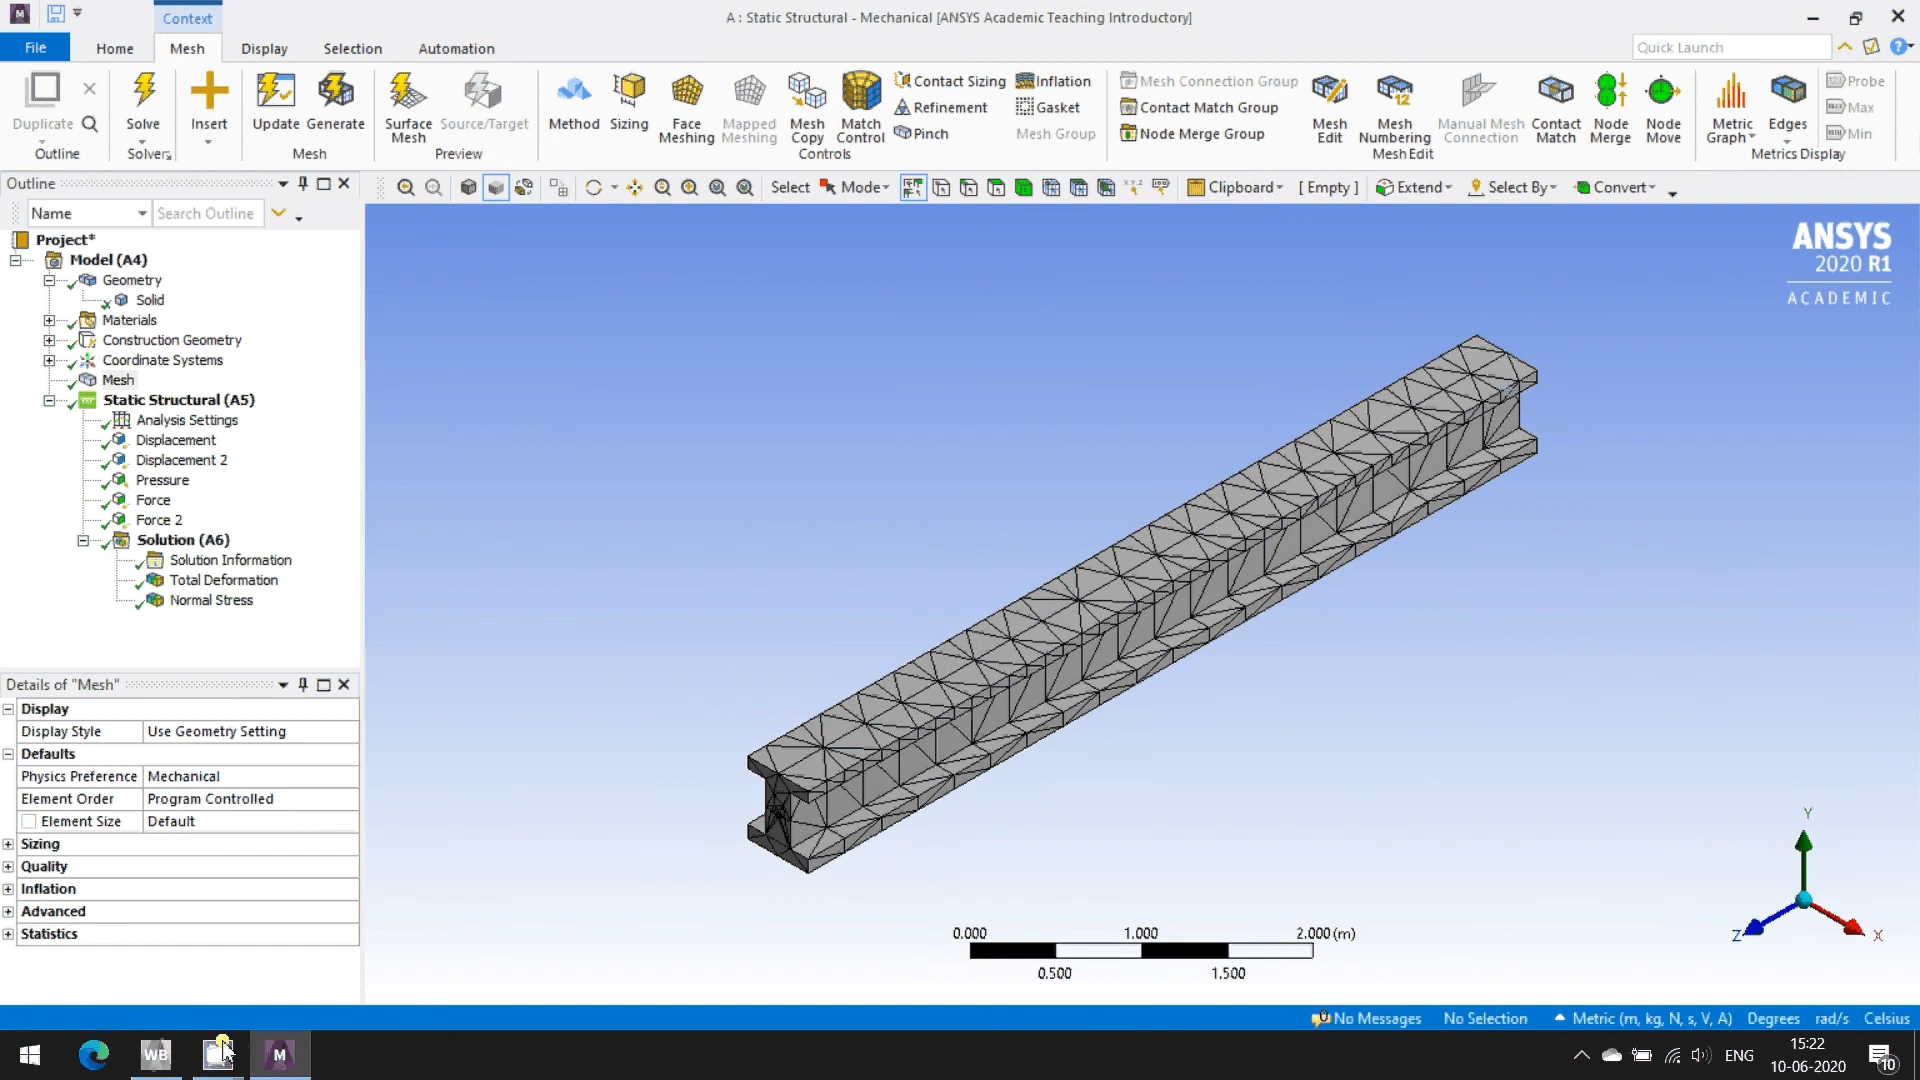 Context
A : Static Structural - Mechanical [ANSYS Academic Teaching Introductory]
File
Home
Mesh
Display
Selection
Automation
Quick Launch
Duplicate
Outline
Solve
Solvers
Insert
Update
Generate
Mesh
Surface Mesh
Source/Target
Preview
Method
Sizing
Face Meshing
Mapped Meshing
Mesh Copy
Match Control
Controls
Contact Sizing
Refinement
Pinch
Inflation
Gasket
Mesh Group
Mesh Connection Group
Contact Match Group
Node Merge Group
Mesh Edit
Mesh Numbering
Manual Mesh Connection
Contact Match
Node Merge
Node Move
Mesh Edit
Metric Graph
Edges
Probe
Max
Min
Metrics Display
Outline
Select
Mode
Clipboard
[ Empty ]
Extend
Select By
Convert
Name
Search Outline
Project*
Model (A4)
Geometry
Solid
Materials
Construction Geometry
Coordinate Systems
Mesh
Static Structural (A5)
Analysis Settings
Displacement
Displacement 2
Pressure
Force
Force 2
Solution (A6)
Solution Information
Total Deformation
Normal Stress
ANSYS
2020 R1
ACADEMIC
Details of "Mesh"
Display
Display Style Use Geometry Setting
Defaults
Physics Preference Mechanical
Element Order Program Controlled
Element Size Default
Sizing
Quality
Inflation
Advanced
Statistics
0.000 1.000 2.000 (m)
0.500 1.500
Y
Z
X
No Messages
No Selection
Metric (m, kg, N, s, V, A)
Degrees
rad/s
Celsius
WB
M
ENG
15:22
10-06-2020
10